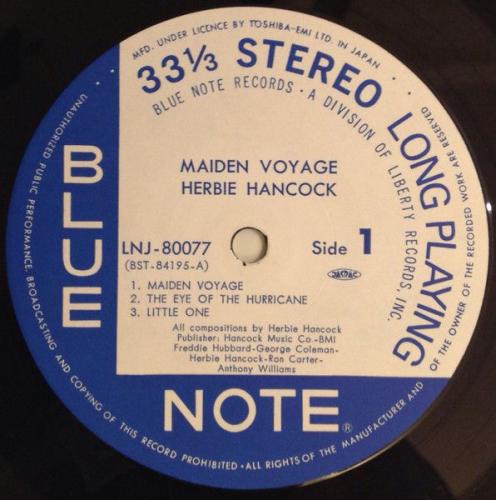 MFD. UNDER LICENCE BY TOSHIBA-EMI LTD. IN JAPAN
33 1/3 STEREO LONG PLAYING
BLUE NOTE RECORDS · A DIVISION OF LIBERTY RECORDS, INC.
MAIDEN VOYAGE
HERBIE HANCOCK
LNJ-80077
(BST-84195-A)
Side 1
JASRAC
1. MAIDEN VOYAGE
2. THE EYE OF THE HURRICANE
3. LITTLE ONE
All compositions by Herbie Hancock
Publisher: Hancock Music Co.-BMI
Freddie Hubbard-George Coleman-
Herbie Hancock-Ron Carter-
Anthony Williams
BLUE
NOTE®
UNAUTHORIZED PUBLIC PERFORMANCE, BROADCASTING AND COPYING OF THIS RECORD PROHIBITED · ALL RIGHTS OF THE MANUFACTURER AND OF THE OWNER OF THE RECORDED WORK ARE RESERVED